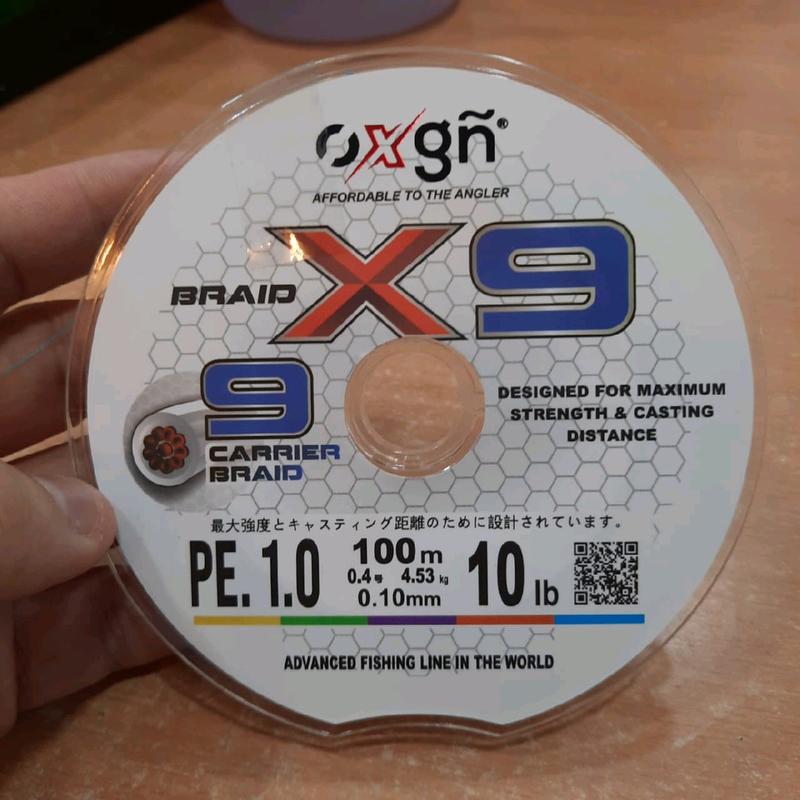 oxgñ®
AFFORDABLE TO THE ANGLER
BRAID X9
9
CARRIER
BRAID
DESIGNED FOR MAXIMUM
STRENGTH & CASTING
DISTANCE
最大強度とキャスティング距離のために設計されています。
PE. 1.0
100m
0.4号 4.53kg
0.10mm
10lb
ADVANCED FISHING LINE IN THE WORLD